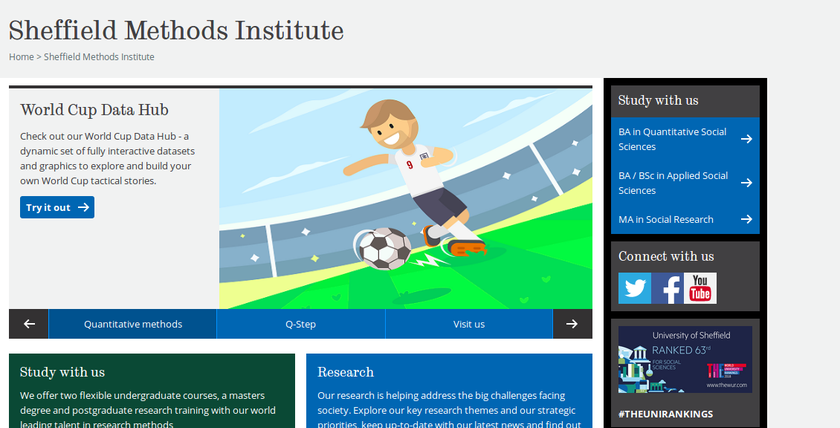 Sheffield Methods Institute
Home > Sheffield Methods Institute
World Cup Data Hub
Check out our World Cup Data Hub - a
dynamic set of fully interactive datasets
and graphics to explore and build your
own World Cup tactical stories.
Try it out
9
Quantitative methods
Q-Step
Visit us
Study with us
We offer two flexible undergraduate courses, a masters
degree and postgraduate research training with our world
leading talent in research methods
Research
Our research is helping address the big challenges facing
society. Explore our key research themes and our strategic
priorities, keep up-to-date with our latest news and find out
Study with us
BA in Quantitative Social
Sciences
BA / BSc in Applied Social
Sciences
MA in Social Research
Connect with us
You
Tube
University of Sheffield
RANKED 63rd
FOR SOCIAL
SCIENCES
THE WORLD
UNIVERSITY
RANKINGS
www.thewur.com
#THEUNIRANKINGS